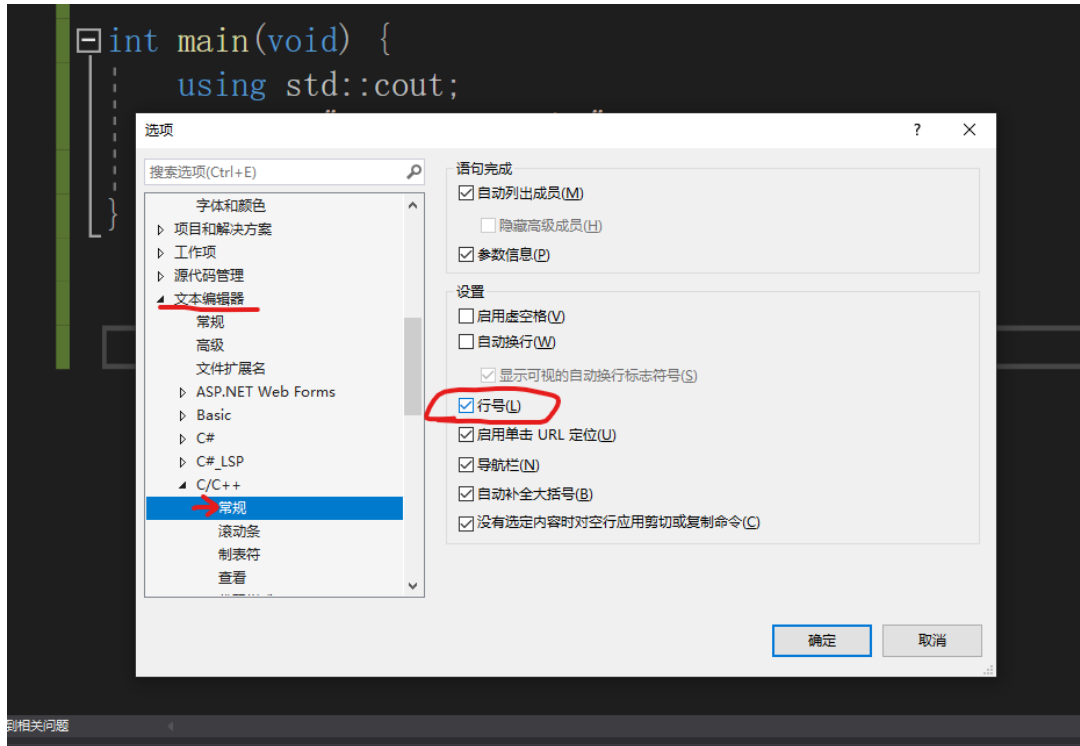 int main(void) {
using std::cout;
}
选项
?
搜索选项(Ctrl+E)
字体和颜色
项目和解决方案
工作项
源代码管理
文本编辑器
常规
高级
文件扩展名
ASP.NET Web Forms
Basic
C#
C#_LSP
C/C++
常规
滚动条
制表符
查看
语句完成
自动列出成员(M)
隐藏高级成员(H)
参数信息(P)
设置
启用虚空格(V)
自动换行(W)
显示可视的自动换行标志符号(S)
行号(L)
启用单击 URL 定位(U)
导航栏(N)
自动补全大括号(B)
没有选定内容时对空行应用剪切或复制命令(C)
确定
取消
到相关问题